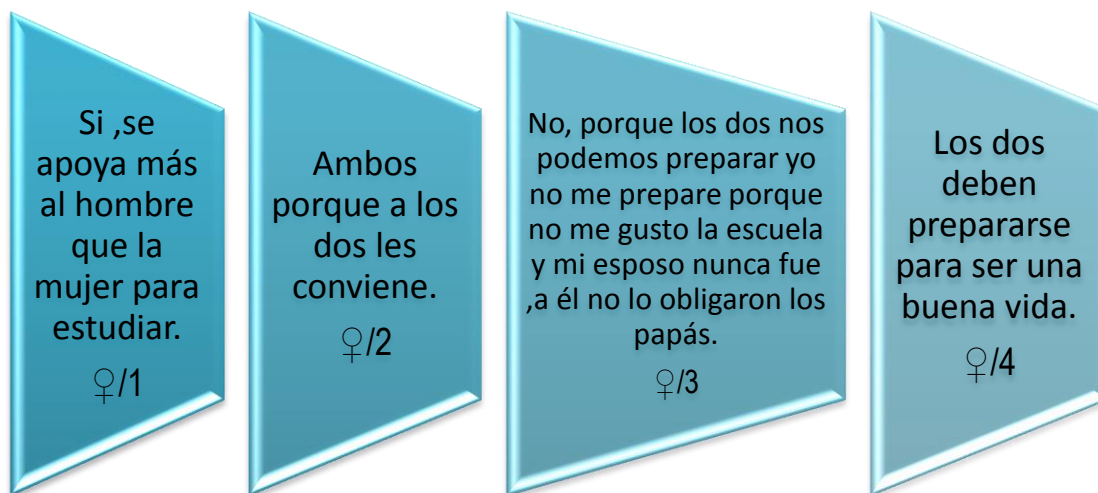 Si ,se
apoya más
al hombre
que la
mujer para
estudiar.
♀/1
Ambos
porque a los
dos les
conviene.
♀/2
No, porque los dos nos
podemos preparar yo
no me prepare porque
no me gusto la escuela
y mi esposo nunca fue
,a él no lo obligaron los
papás.
♀/3
Los dos
deben
prepararse
para ser una
buena vida.
♀/4